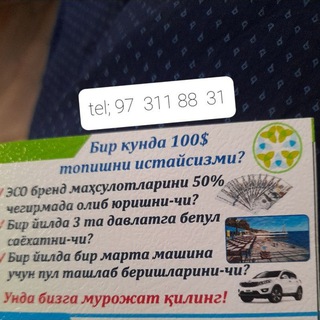 tel; 97 311 88 31
Бир кунда 100$
топишни истайсизми?
ЭСО бренд маҳсулотларини 50%
чегирмада олиб юришни-чи?
Бир йилда 3 та давлатга бепул
саёхатни-чи?
Бир йилда бир марта машина
учун пул ташлаб беришларини-чи?
Унда бизга мурожат қилинг!